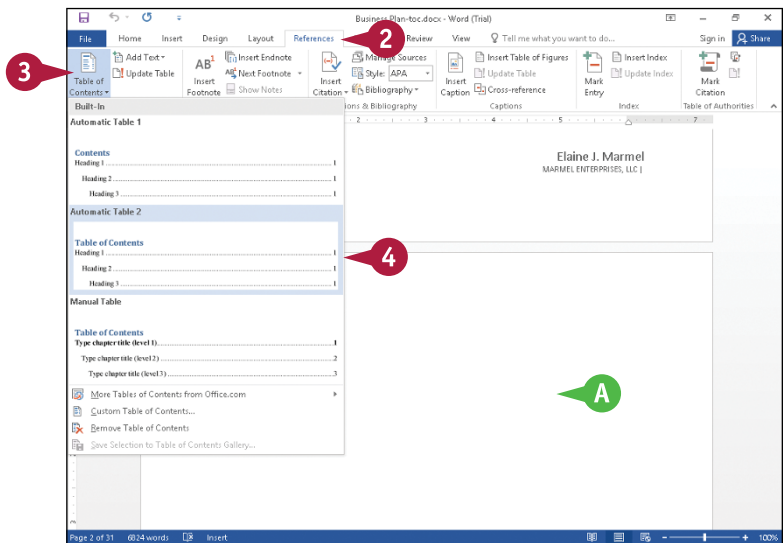 Business Plan-toc.docx - Word (Trial)
File Home Insert Design Layout References Review View Tell me what you want to do... Sign in Share
2
3
Table of Contents
Add Text
Update Table
AB1
Insert Footnote
Insert Endnote
AB Next Footnote
Show Notes
Insert Citation
Manage Sources
Style: APA
Bibliography
Insert Caption
Insert Table of Figures
Update Table
Cross-reference
Mark Entry
Insert Index
Update Index
Mark Citation
ions & Bibliography
Captions
Index
Table of Authorities
2 3 4 5 7
Built-In
Automatic Table 1
Contents
Heading 1 1
Heading 2 1
Heading 3 1
Automatic Table 2
Table of Contents
Heading 1 1
Heading 2 1
Heading 3 1
4
Manual Table
Table of Contents
Type chapter title (level 1) 1
Type chapter title (level 2) 2
Type chapter title (level 3) 3
More Tables of Contents from Office.com
Custom Table of Contents...
Remove Table of Contents
Save Selection to Table of Contents Gallery...
Elaine J. Marmel
MARMEL ENTERPRISES, LLC |
A
Page 2 of 31 6824 words Insert 100%